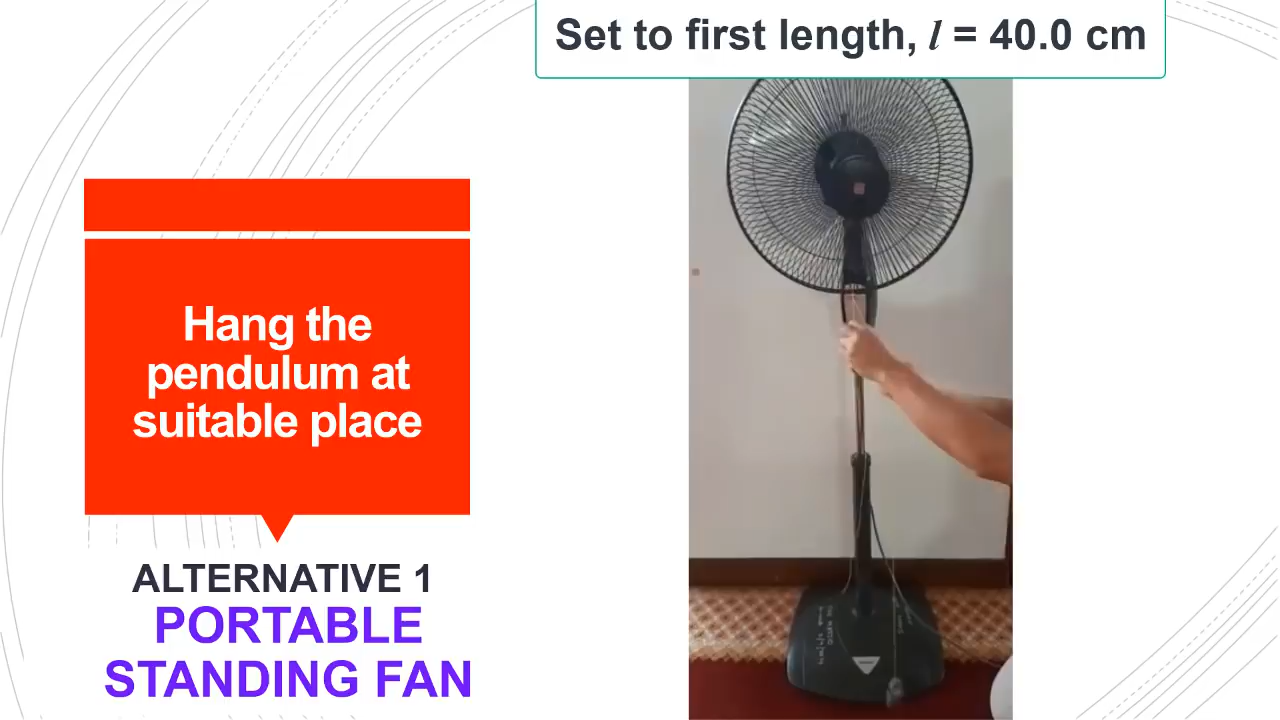 Set to first length, l = 40.0 cm
Hang the
pendulum at
suitable place
ALTERNATIVE 1
PORTABLE
STANDING FAN